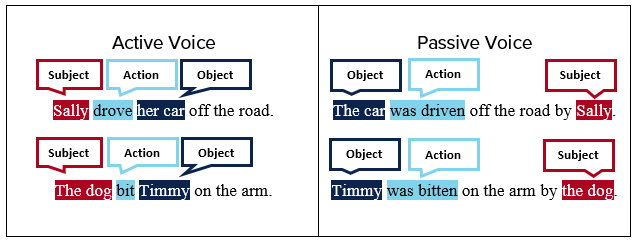 Active Voice
Subject Action Object
Sally drove her car off the road.
Subject Action Object
The dog bit Timmy on the arm.
Passive Voice
Object Action Subject
The car was driven off the road by Sally.
Object Action Subject
Timmy was bitten on the arm by the dog.